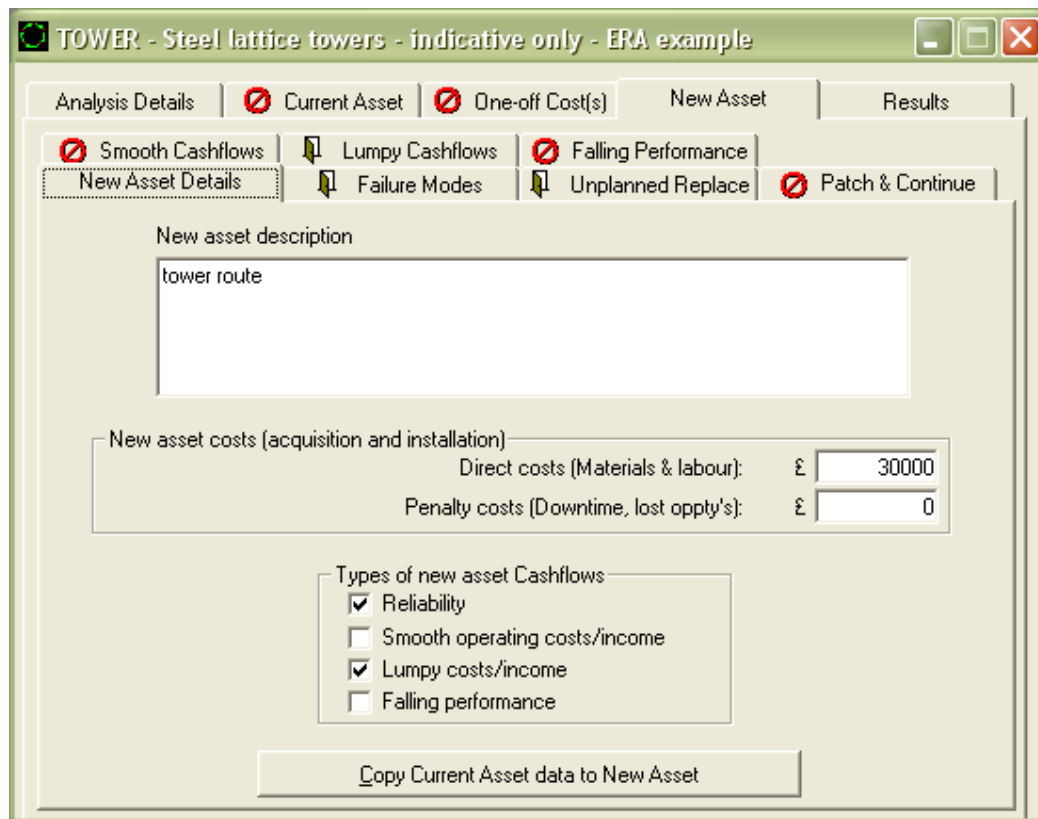 TOWER - Steel lattice towers - indicative only - ERA example
Analysis Details Current Asset One-off Cost(s) New Asset Results
Smooth Cashflows Lumpy Cashflows Falling Performance
New Asset Details Failure Modes Unplanned Replace Patch & Continue
New asset description
tower route
New asset costs (acquisition and installation)
Direct costs (Materials & labour): £ 30000
Penalty costs (Downtime, lost oppty's): £ 0
Types of new asset Cashflows
Reliability
Smooth operating costs/income
Lumpy costs/income
Falling performance
Copy Current Asset data to New Asset